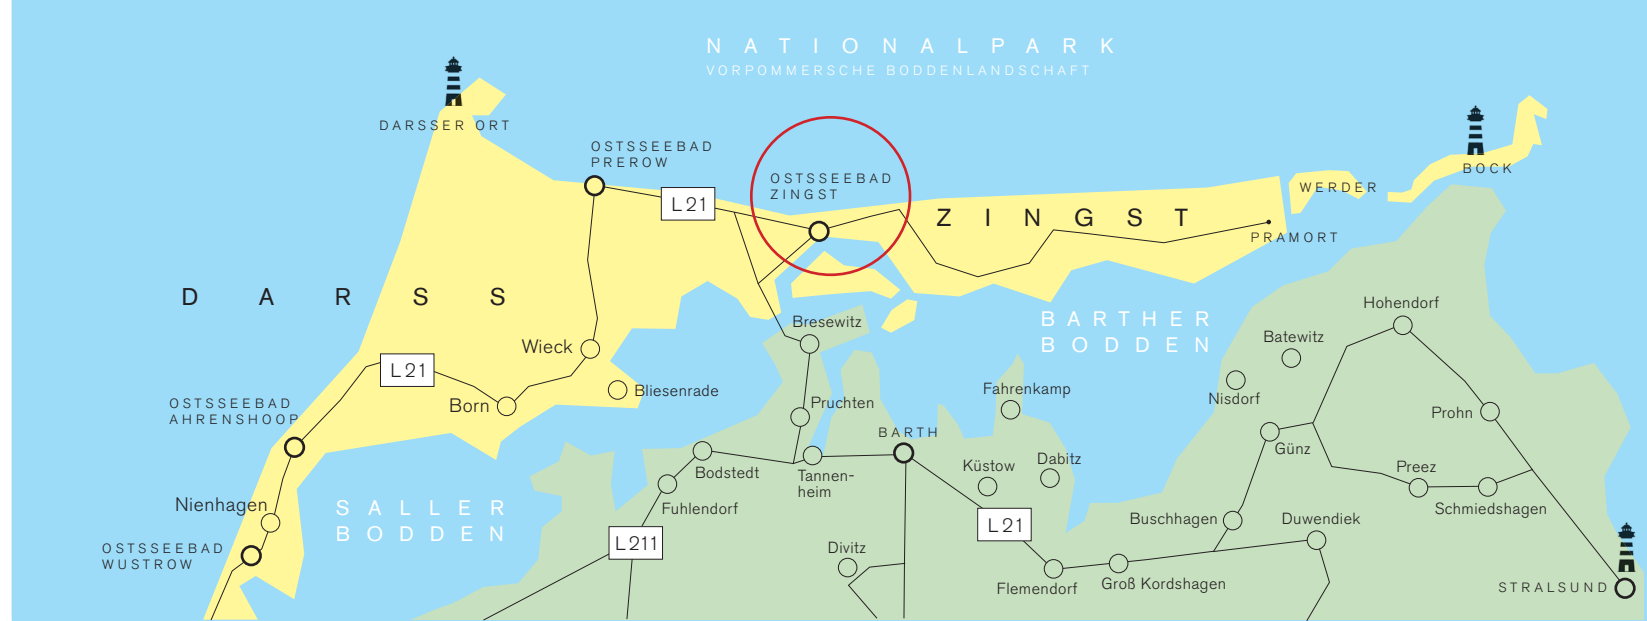 NATIONALPARK
VORPOMMERSCHE BODDENLANDSCHAFT
DARSSER ORT
OSTSSEEBAD
PREROW
L21
OSTSSEEBAD
ZINGST
ZINGST
WERDER
BOCK
PRAMORT
DARSS
Wieck
L21
Born
Bliesenrade
OSTSSEEBAD
AHRENSHOOP
Nienhagen
OSTSSEEBAD
WUSTROW
SALLER
BODDEN
BARTHER
BODDEN
Bresewitz
Pruchten
BARTH
Bodstedt
Tannen-
heim
Fuhlendorf
L211
Divitz
Fahrenkamp
Küstow
Dabitz
L21
Flemendorf
Groß Kordshagen
Hohendorf
Batewitz
Nisdorf
Prohn
Günz
Preez
Schmiedshagen
Buschhagen
Duwendiek
STRALSUND